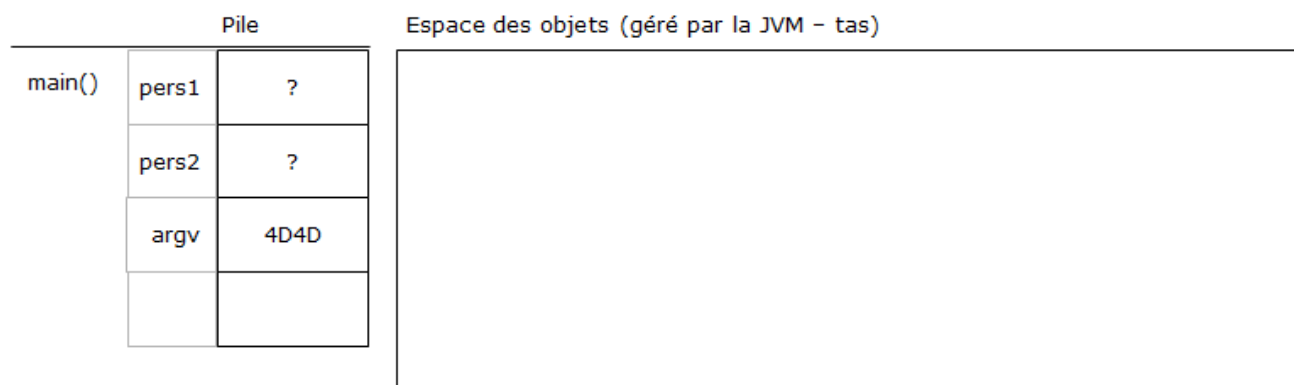 Pile Espace des objets (géré par la JVM – tas)
main() pers1 ?
pers2 ?
argv 4D4D